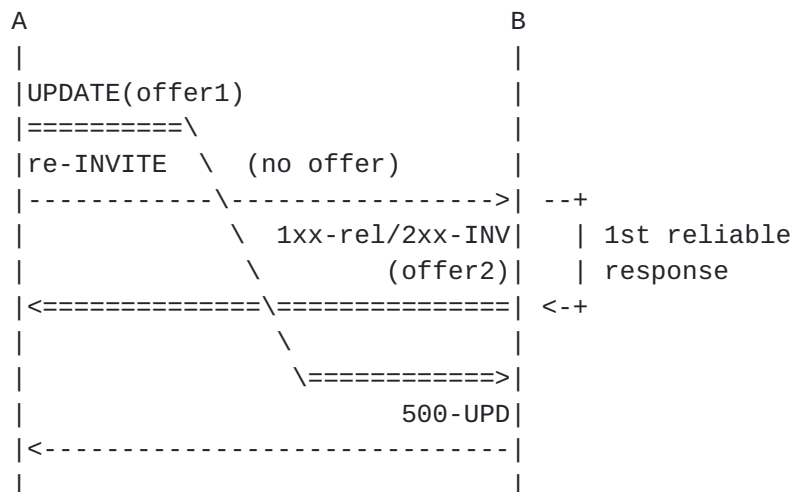 A                               B
|                               |
|UPDATE(offer1)                 |
|==========\                    |
|re-INVITE  \  (no offer)       |
|------------\----------------->| --+
|             \  1xx-rel/2xx-INV|   | 1st reliable
|              \        (offer2)|   | response
|<==============\===============| <-+
|                \              |
|                 \============>|
|                        500-UPD|
|<------------------------------|
|                               |